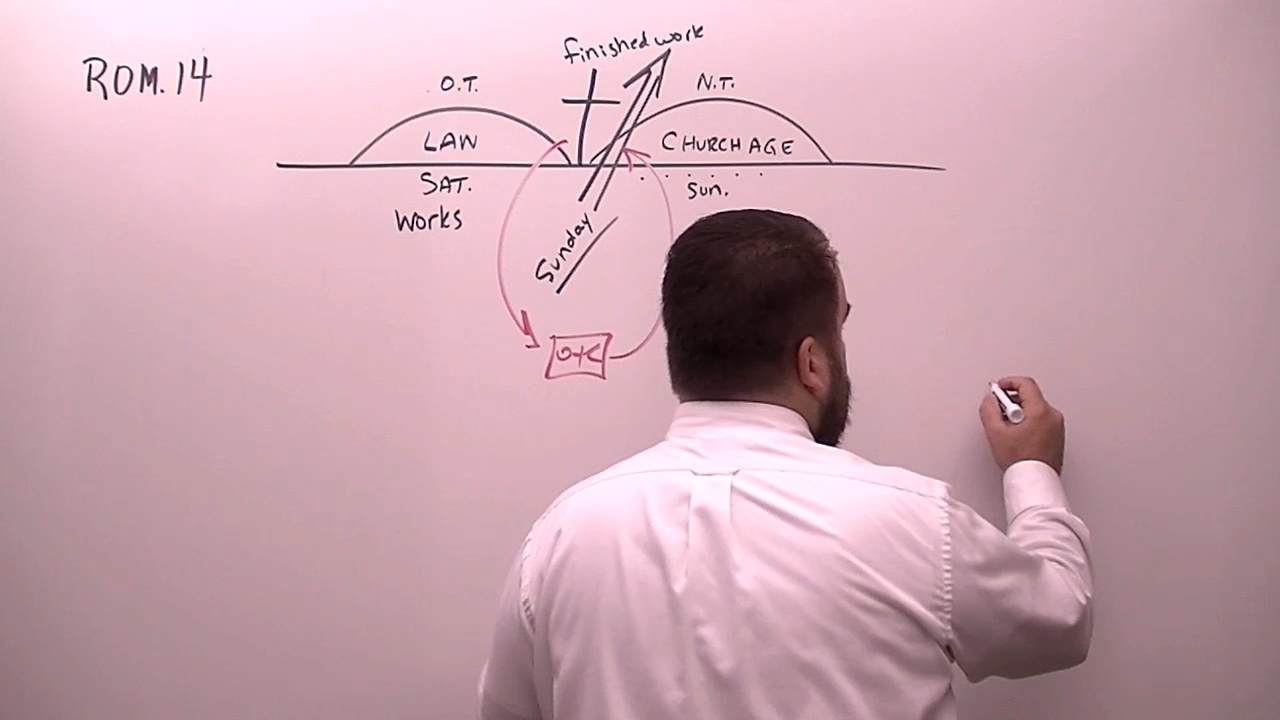 ROM. 14
finished work
O.T.
N.T.
LAW
CHURCH AGE
SAT.
Sun.
Works
Sunday